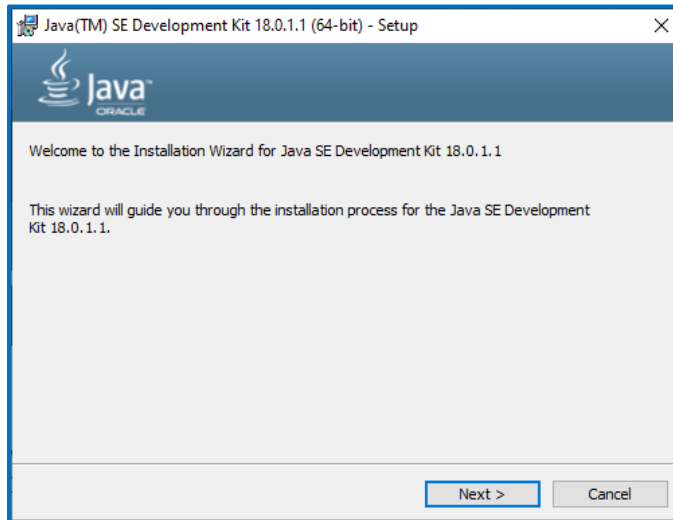 Java(TM) SE Development Kit 18.0.1.1 (64-bit) - Setup
Java™
ORACLE
Welcome to the Installation Wizard for Java SE Development Kit 18.0.1.1
This wizard will guide you through the installation process for the Java SE Development
Kit 18.0.1.1.
Next >
Cancel